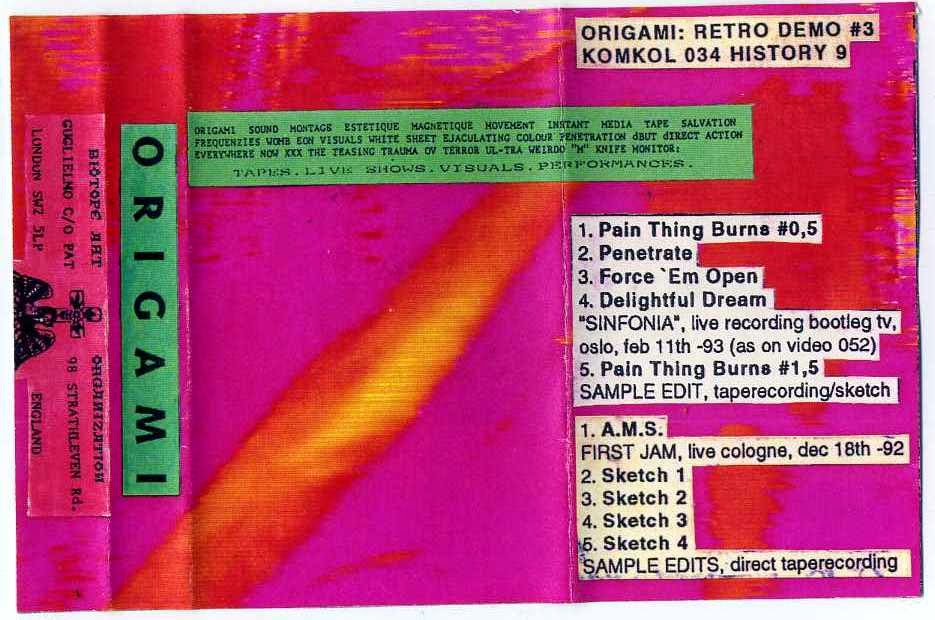 BIOTOPE ART ORGANIZATION
GUGLIELMO C/O PAT 98 STRATHLEVEN Rd.
LONDON SW2 5LP ENGLAND
ORIGAMI
ORIGAMI SOUND MONTAGE ESTETIQUE MAGNETIQUE MOVEMENT INSTANT MEDIA TAPE SALVATION
FREQUENZIES WOMB EON VISUALS WHITE SHEET EJACULATING COLOUR PENETRATION dBUT dIRECT ACTION
EVERYWHERE NOW XXX THE TEASING TRAUMA OV TERROR UL-TRA WEIRDO "M" KNIFE MONITOR:
TAPES.LIVE SHOWS.VISUALS.PERFORMANCES.
ORIGAMI: RETRO DEMO #3
KOMKOL 034 HISTORY 9
1. Pain Thing Burns #0,5
2. Penetrate
3. Force `Em Open
4. Delightful Dream
"SINFONIA", live recording bootleg tv,
oslo, feb 11th -93 (as on video 052)
5. Pain Thing Burns #1,5
SAMPLE EDIT, taperecording/sketch
1. A.M.S.
FIRST JAM, live cologne, dec 18th -92
2. Sketch 1
3. Sketch 2
4. Sketch 3
5. Sketch 4
SAMPLE EDITS, direct taperecording